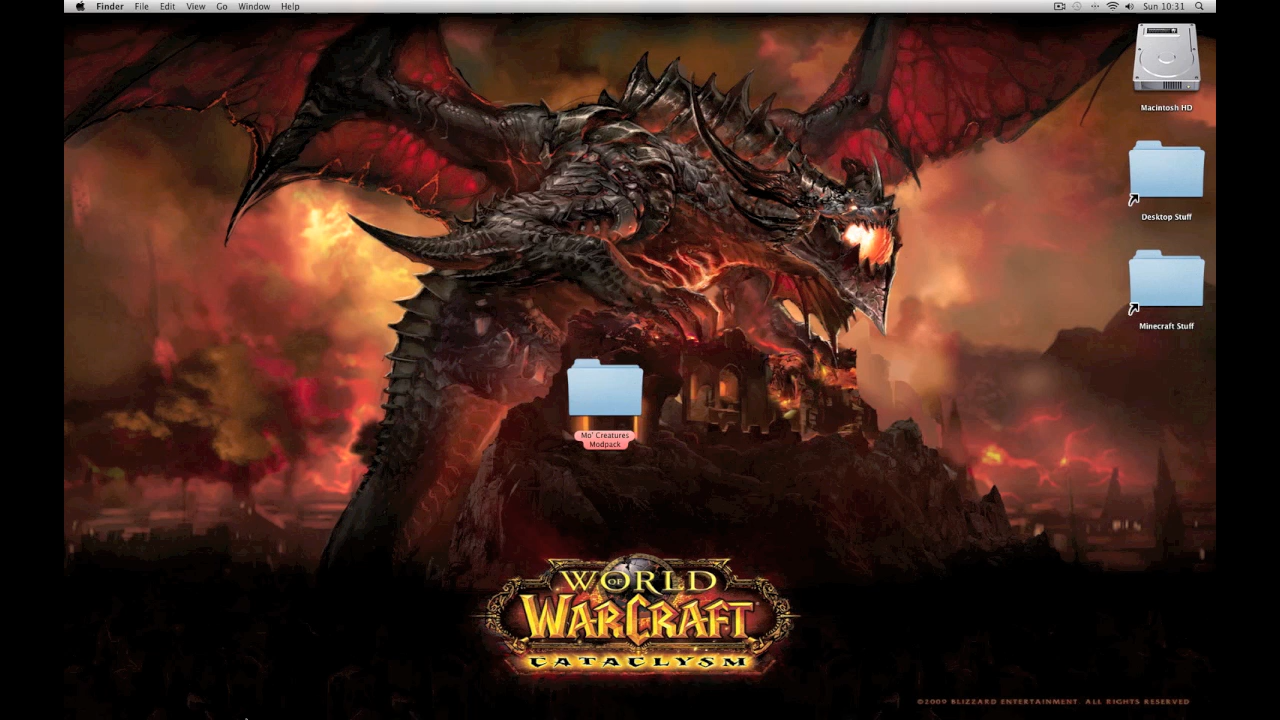 Finder File Edit View Go Window Help
Sun 10:31
Macintosh HD
Desktop Stuff
Minecraft Stuff
Mo' Creatures
Modpack
WORLD
OF
WARCRAFT
CATACLYSM
©2009 BLIZZARD ENTERTAINMENT. ALL RIGHTS RESERVED